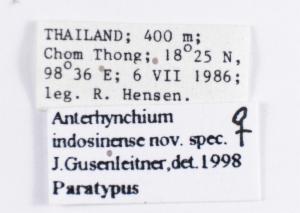 THAILAND; 400 m;
Chom Thong; 18°25 N,
98°36 E; 6 VII 1986;
leg. R. Hensen.
Anterhynchium ♀
indosinense nov. spec.
J.Gusenleitner,det.1998
Paratypus